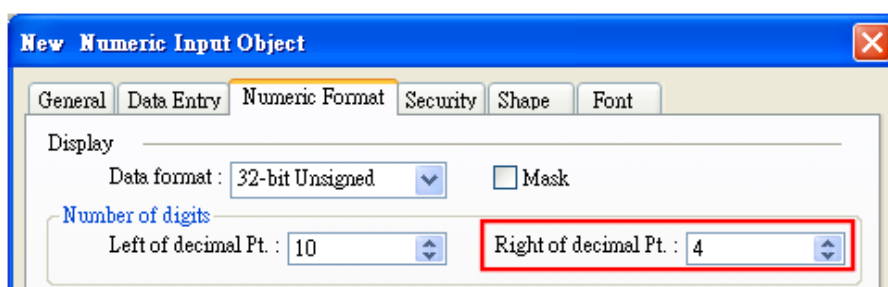 New Numeric Input Object
General Data Entry Numeric Format Security Shape Font
Display
Data format : 32-bit Unsigned Mask
Number of digits
Left of decimal Pt. : 10 Right of decimal Pt. : 4